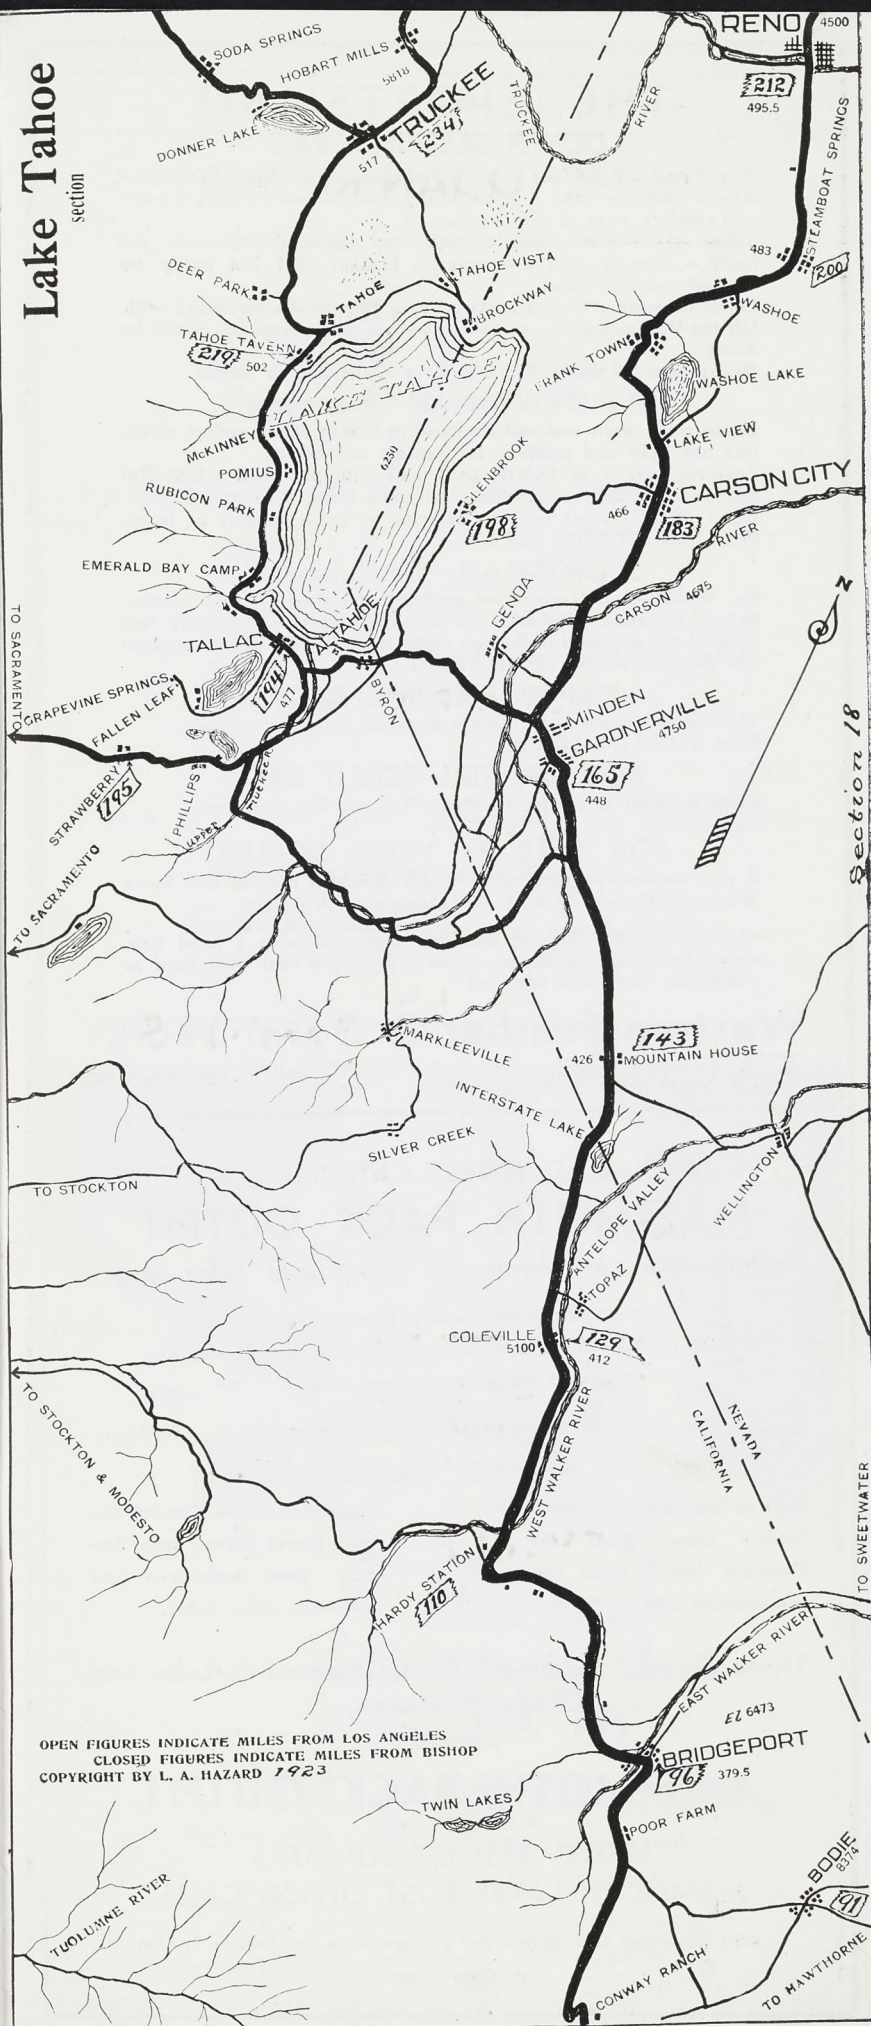 Lake Tahoe
section
SODA SPRINGS
HOBART MILLS
5818
TRUCKEE
234
517
DONNER LAKE
TRUCKEE
RIVER
RENO
4500
212
495.5
STEAMBOAT SPRINGS
483
200
DEER PARK
TAHOE
TAHOE VISTA
BROCKWAY
WASHOE
TAHOE TAVERN
219
502
FRANK TOWN
WASHOE LAKE
LAKE TAHOE
6250
McKINNEY
LAKE VIEW
POMIUS
RUBICON PARK
GLENBROOK
198
CARSON CITY
466
183
RIVER
CARSON 4675
EMERALD BAY CAMP
GENOA
N
TO SACRAMENTO
TALLAC
AL TAHOE
194
477
BYRON
GRAPEVINE SPRINGS
FALLEN LEAF
MINDEN
GARDNERVILLE
4750
165
448
Section 18
STRAWBERRY
195
PHILLIPS
UPPER
Truckee R.
TO SACRAMENTO
MARKLEEVILLE
143
426
MOUNTAIN HOUSE
INTERSTATE LAKE
SILVER CREEK
TO STOCKTON
WELLINGTON
ANTELOPE VALLEY
TOPAZ
COLEVILLE
5100
129
412
TO STOCKTON & MODESTO
WEST WALKER RIVER
NEVADA
CALIFORNIA
TO SWEETWATER
HARDY STATION
110
EAST WALKER RIVER
El 6473
OPEN FIGURES INDICATE MILES FROM LOS ANGELES
CLOSED FIGURES INDICATE MILES FROM BISHOP
COPYRIGHT BY L. A. HAZARD 1923
BRIDGEPORT
96
379.5
TWIN LAKES
POOR FARM
BODIE
8374
91
TUOLUMNE RIVER
CONWAY RANCH
TO HAWTHORNE